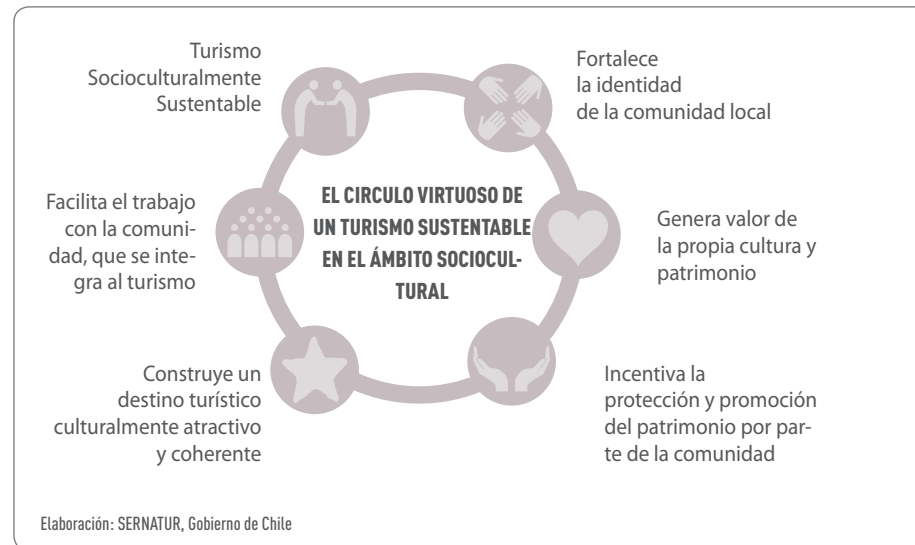 Turismo
Socioculturalmente
Sustentable
Fortalece
la identidad
de la comunidad local
EL CIRCULO VIRTUOSO DE
UN TURISMO SUSTENTABLE
EN EL ÁMBITO SOCIOCUL-
TURAL
Facilita el trabajo
con la comuni-
dad, que se inte-
gra al turismo
Genera valor de
la propia cultura y
patrimonio
Construye un
destino turístico
culturalmente atractivo
y coherente
Incentiva la
protección y promoción
del patrimonio por par-
te de la comunidad
Elaboración: SERNATUR, Gobierno de Chile